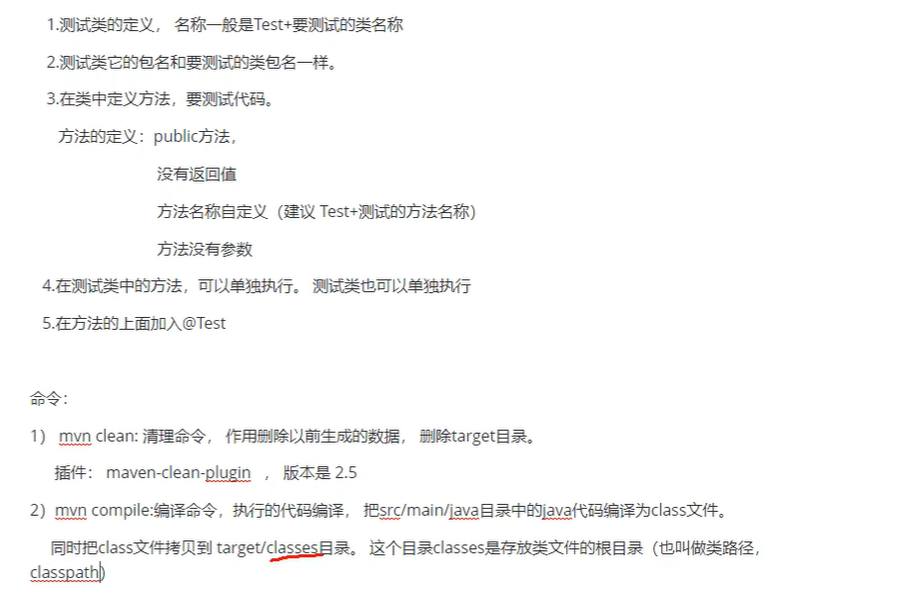 1.测试类的定义， 名称一般是Test+要测试的类名称
2.测试类它的包名和要测试的类包名一样。
3.在类中定义方法，要测试代码。
方法的定义：public方法，
没有返回值
方法名称自定义（建议 Test+测试的方法名称）
方法没有参数
4.在测试类中的方法，可以单独执行。 测试类也可以单独执行
5.在方法的上面加入@Test
命令：
1） mvn clean: 清理命令， 作用删除以前生成的数据， 删除target目录。
插件： maven-clean-plugin ， 版本是 2.5
2）mvn compile:编译命令，执行的代码编译， 把src/main/java目录中的java代码编译为class文件。
同时把class文件拷贝到 target/classes目录。 这个目录classes是存放类文件的根目录（也叫做类路径，
classpath)